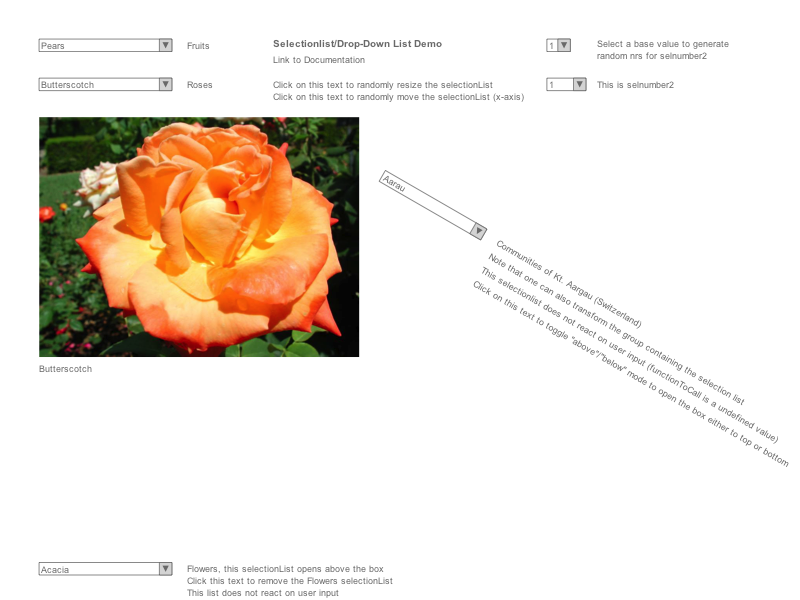 Pears
Fruits
Selectionlist/Drop-Down List Demo
Link to Documentation
1
Select a base value to generate
random nrs for selnumber2
Butterscotch
Roses
Click on this text to randomly resize the selectionList
Click on this text to randomly move the selectionList (x-axis)
1
This is selnumber2
Aarau
Communities of Kt. Aargau (Switzerland)
Note that one can also transform the group containing the selection list
This selectionlist does not react on user input (functionToCall is a undefined value)
Click on this text to toggle "above"/"below" mode to open the box either to top or bottom
Butterscotch
Acacia
Flowers, this selectionList opens above the box
Click this text to remove the Flowers selectionList
This list does not react on user input